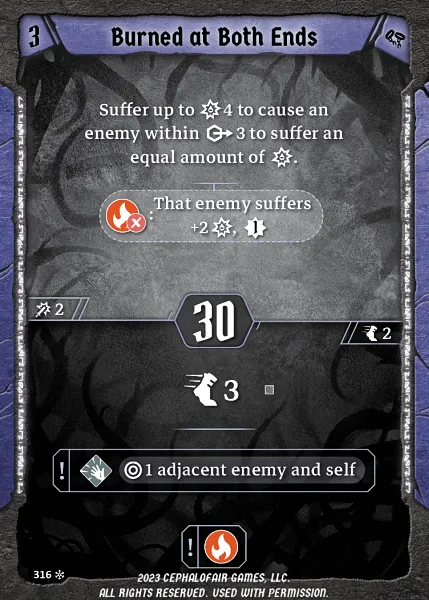 3
Burned at Both Ends
Suffer up to 4 to cause an
enemy within 3 to suffer an
equal amount of .
: That enemy suffers
+2 , 1
2
30
2
3
! 1 adjacent enemy and self
!
316
2023 CEPHALOFAIR GAMES, LLC.
ALL RIGHTS RESERVED. USED WITH PERMISSION.